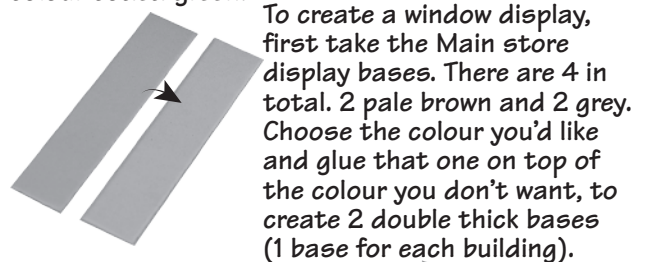 To create a window display,
first take the Main store
display bases. There are 4 in
total. 2 pale brown and 2 grey.
Choose the colour you'd like
and glue that one on top of
the colour you don't want, to
create 2 double thick bases
(1 base for each building).